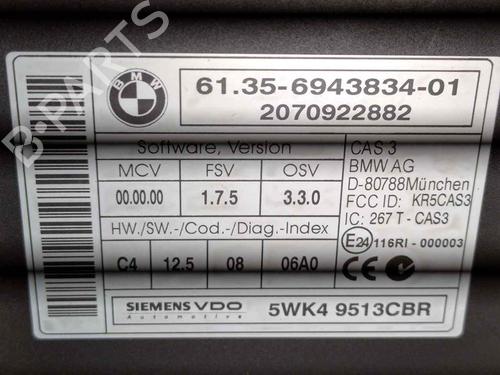 BMW
61.35-6943834-01
2070922882
Software, Version
MCV FSV OSV
00.00.00 1.7.5 3.3.0
HW./SW.-/Cod.-/Diag.-Index
C4 12.5 08 06A0
CAS 3
BMW AG
D-80788München
FCC ID: KR5CAS3
IC: 267 T - CAS3
E24 116RI - 000003
CE
SIEMENS VDO
Automotive
5WK4 9513CBR
B-PARTS